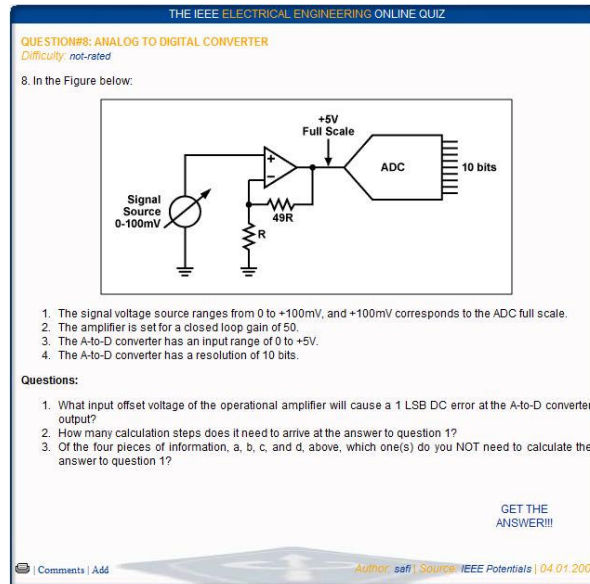 THE IEEE ELECTRICAL ENGINEERING ONLINE QUIZ
QUESTION#8: ANALOG TO DIGITAL CONVERTER
Difficulty: not-rated
8. In the Figure below:
+5V
Full Scale
+
−
ADC
10 bits
Signal
Source
0-100mV
49R
R
1. The signal voltage source ranges from 0 to +100mV, and +100mV corresponds to the ADC full scale.
2. The amplifier is set for a closed loop gain of 50.
3. The A-to-D converter has an input range of 0 to +5V.
4. The A-to-D converter has a resolution of 10 bits.
Questions:
1. What input offset voltage of the operational amplifier will cause a 1 LSB DC error at the A-to-D converter
output?
2. How many calculation steps does it need to arrive at the answer to question 1?
3. Of the four pieces of information, a, b, c, and d, above, which one(s) do you NOT need to calculate the
answer to question 1?
GET THE
ANSWER!!!
| Comments | Add
Author: safi | Source: IEEE Potentials | 04.01.200